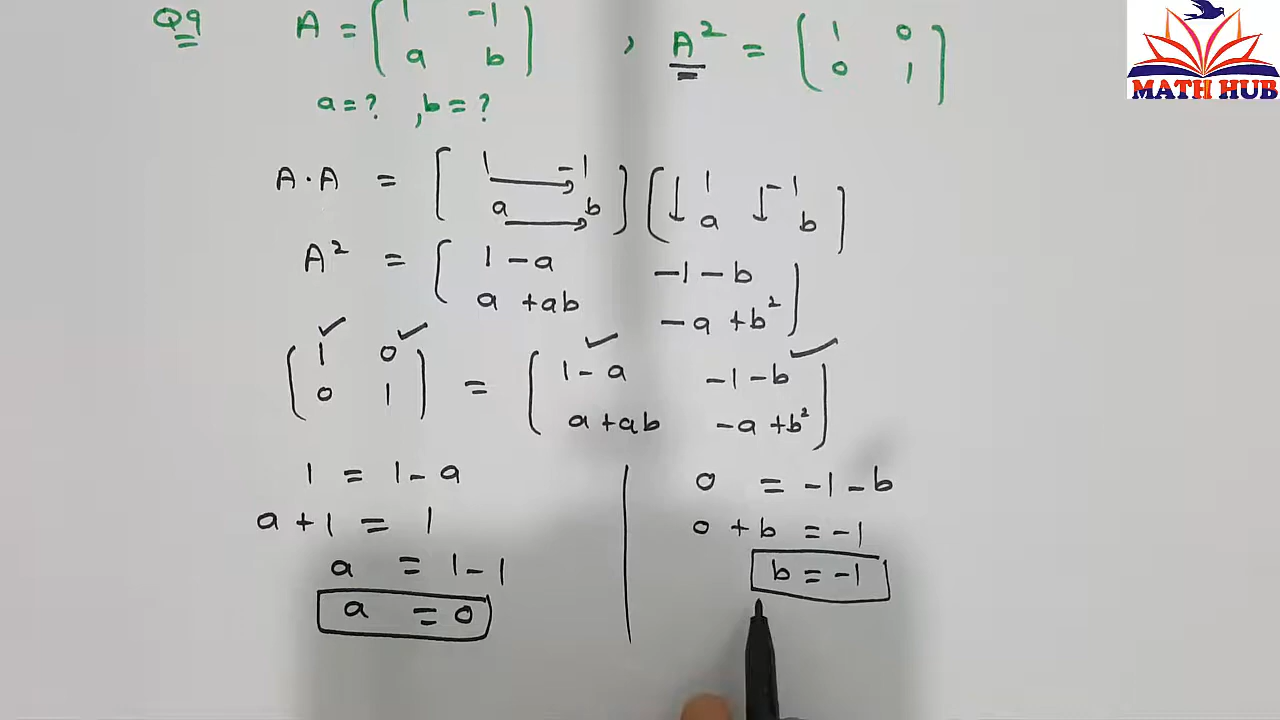 Q9 A = [1 -1 , A² = [1 0
a b] 0 1]
a = ? , b = ?
MATH HUB
A·A = [1 -1 [1 -1
a b] a b]
A² = [1 - a -1 - b
a + ab -a + b²]
[1 0 = [1 - a -1 - b
0 1] a + ab -a + b²]
1 = 1 - a
a + 1 = 1
a = 1 - 1
a = 0
0 = -1 - b
0 + b = -1
b = -1